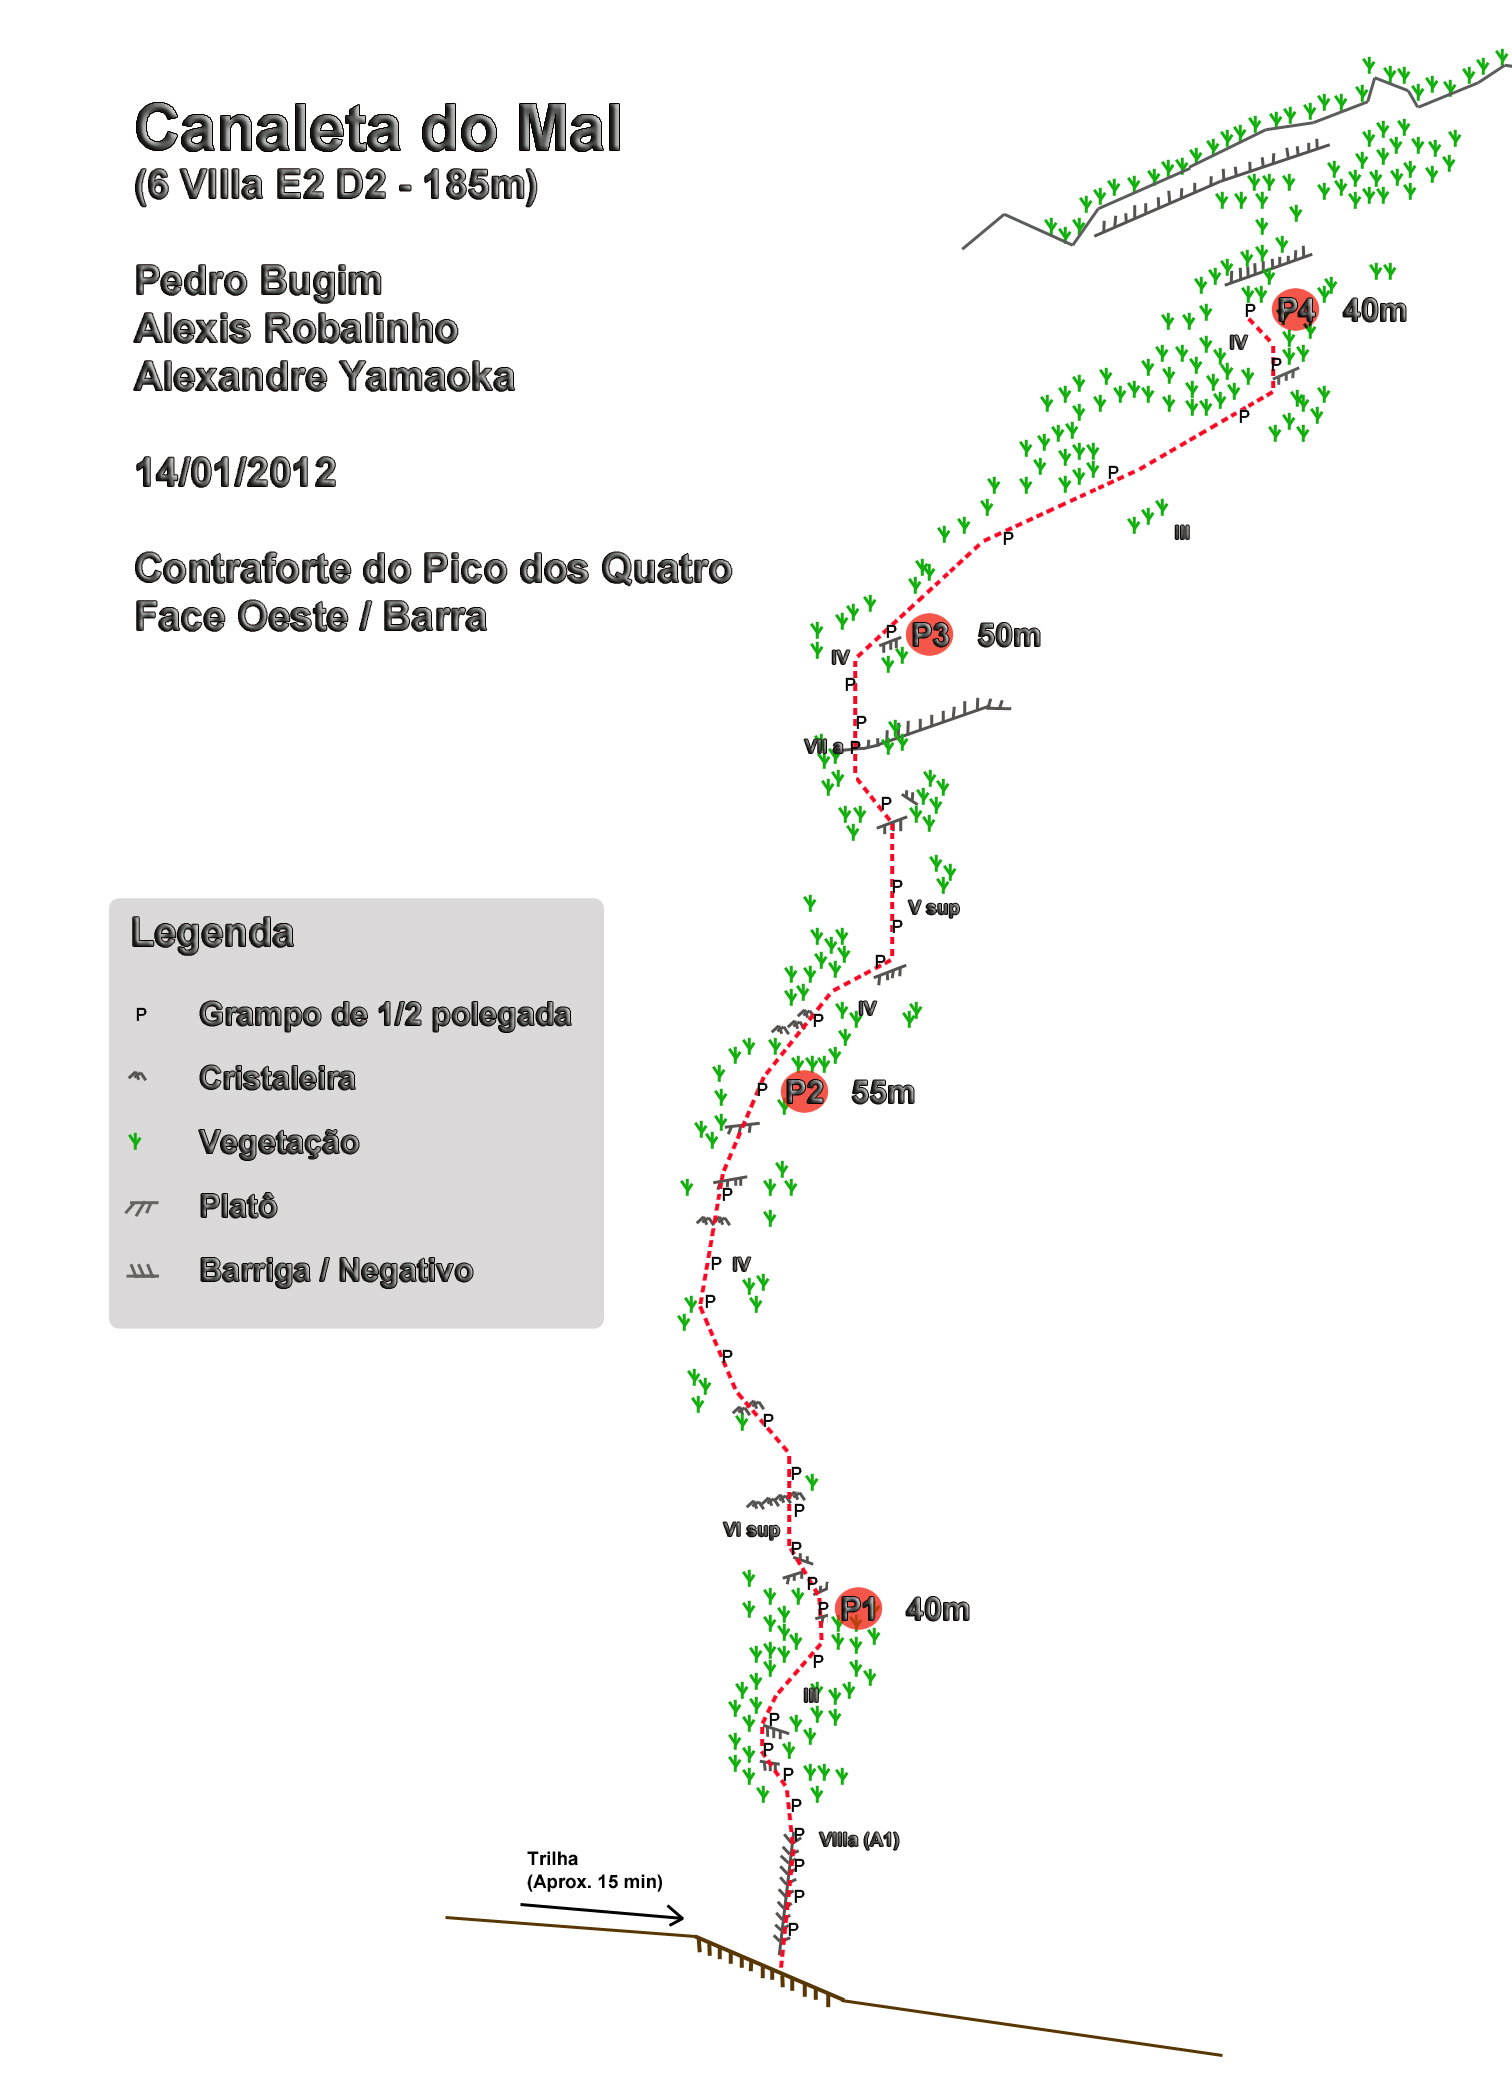 Canaleta do Mal
(6 VIIIa E2 D2 - 185m)
Pedro Bugim
Alexis Robalinho
Alexandre Yamaoka
14/01/2012
Contraforte do Pico dos Quatro
Face Oeste / Barra
P
P4 40m
IV
P
P
P
III
P
P
P3 50m
IV
P
P
VII a P
P
P
V sup
P
P
IV
P
P
P2 55m
P
P IV
P
P
P
P
P
VI sup
P
P
P
P1 40m
P
III
P
P
P
P
P
VIIIa (A1)
P
P
P
Trilha
(Aprox. 15 min)
Legenda
P Grampo de 1/2 polegada
Cristaleira
Vegetação
Platô
Barriga / Negativo